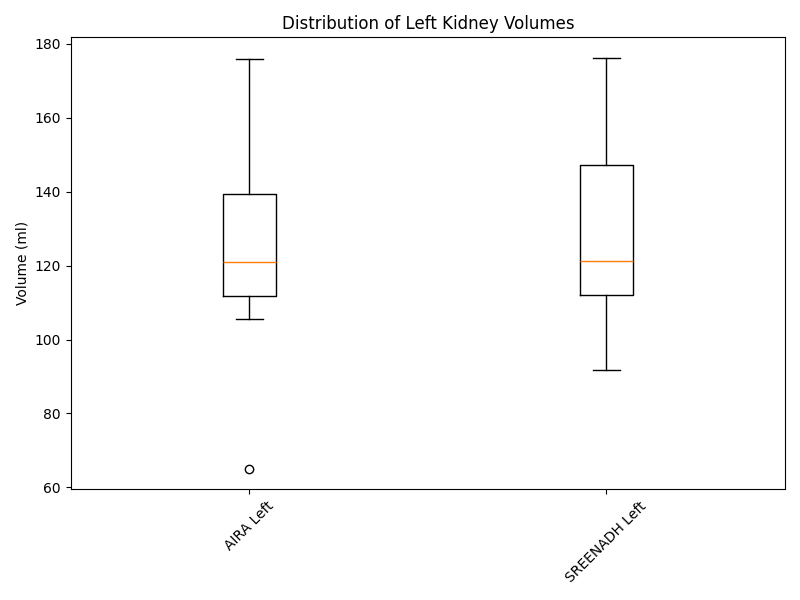 Distribution of Left Kidney Volumes
180
160
140
120
100
80
60
Volume (ml)
AIRA Left
SREENADH Left